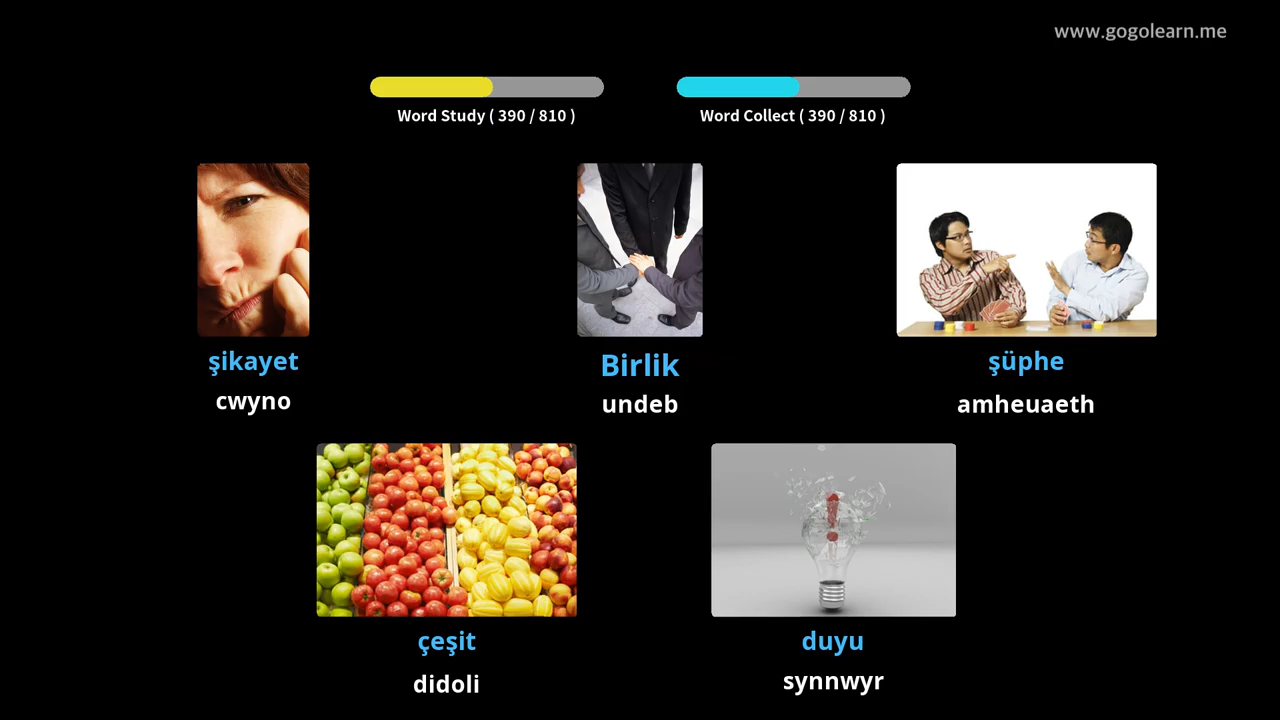 www.gogolearn.me
Word Study ( 390 / 810 )
Word Collect ( 390 / 810 )
şikayet
cwyno
Birlik
undeb
şüphe
amheuaeth
çeşit
didoli
duyu
synnwyr